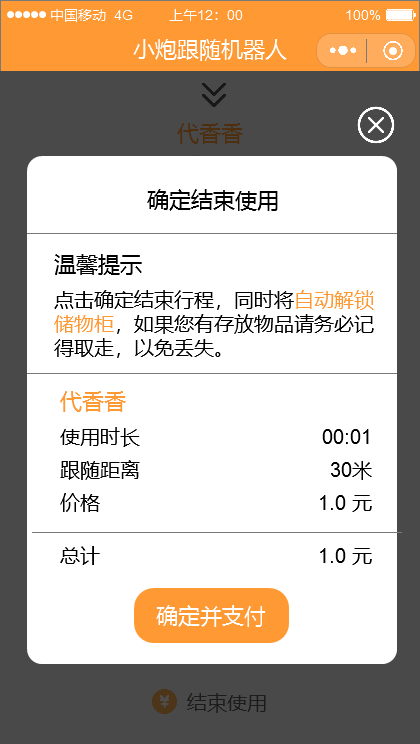 中国移动 4G 上午12：00 100%
小炮跟随机器人
代香香
确定结束使用
温馨提示
点击确定结束行程，同时将自动解锁
储物柜，如果您有存放物品请务必记
得取走，以免丢失。
代香香
使用时长 00:01
跟随距离 30米
价格 1.0 元
总计 1.0 元
确定并支付
¥ 结束使用